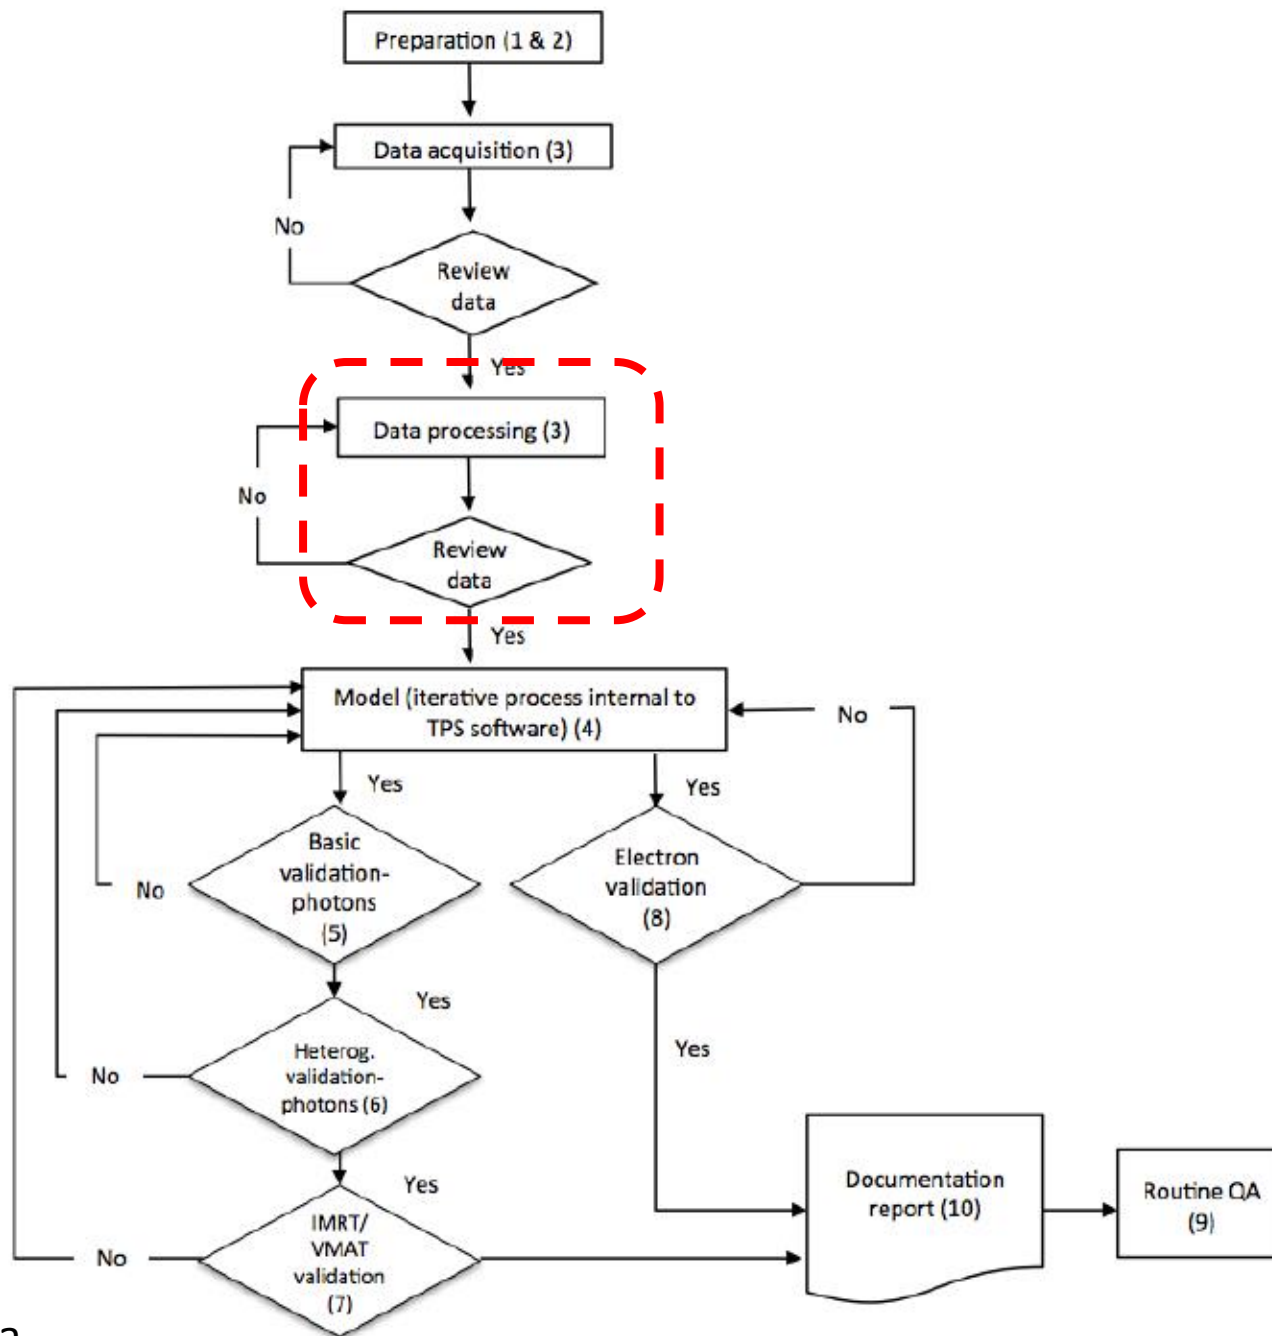 Preparation (1 & 2)
Data acquisition (3)
No
Review
data
Yes
Data processing (3)
No
Review
data
Yes
Model (iterative process internal to
TPS software) (4)
No
Yes
Yes
Basic
validation-
photons
(5)
No
Electron
validation
(8)
Yes
Heterog.
validation-
photons (6)
No
Yes
Yes
IMRT/
VMAT
validation
(7)
No
Documentation
report (10)
Routine QA
(9)